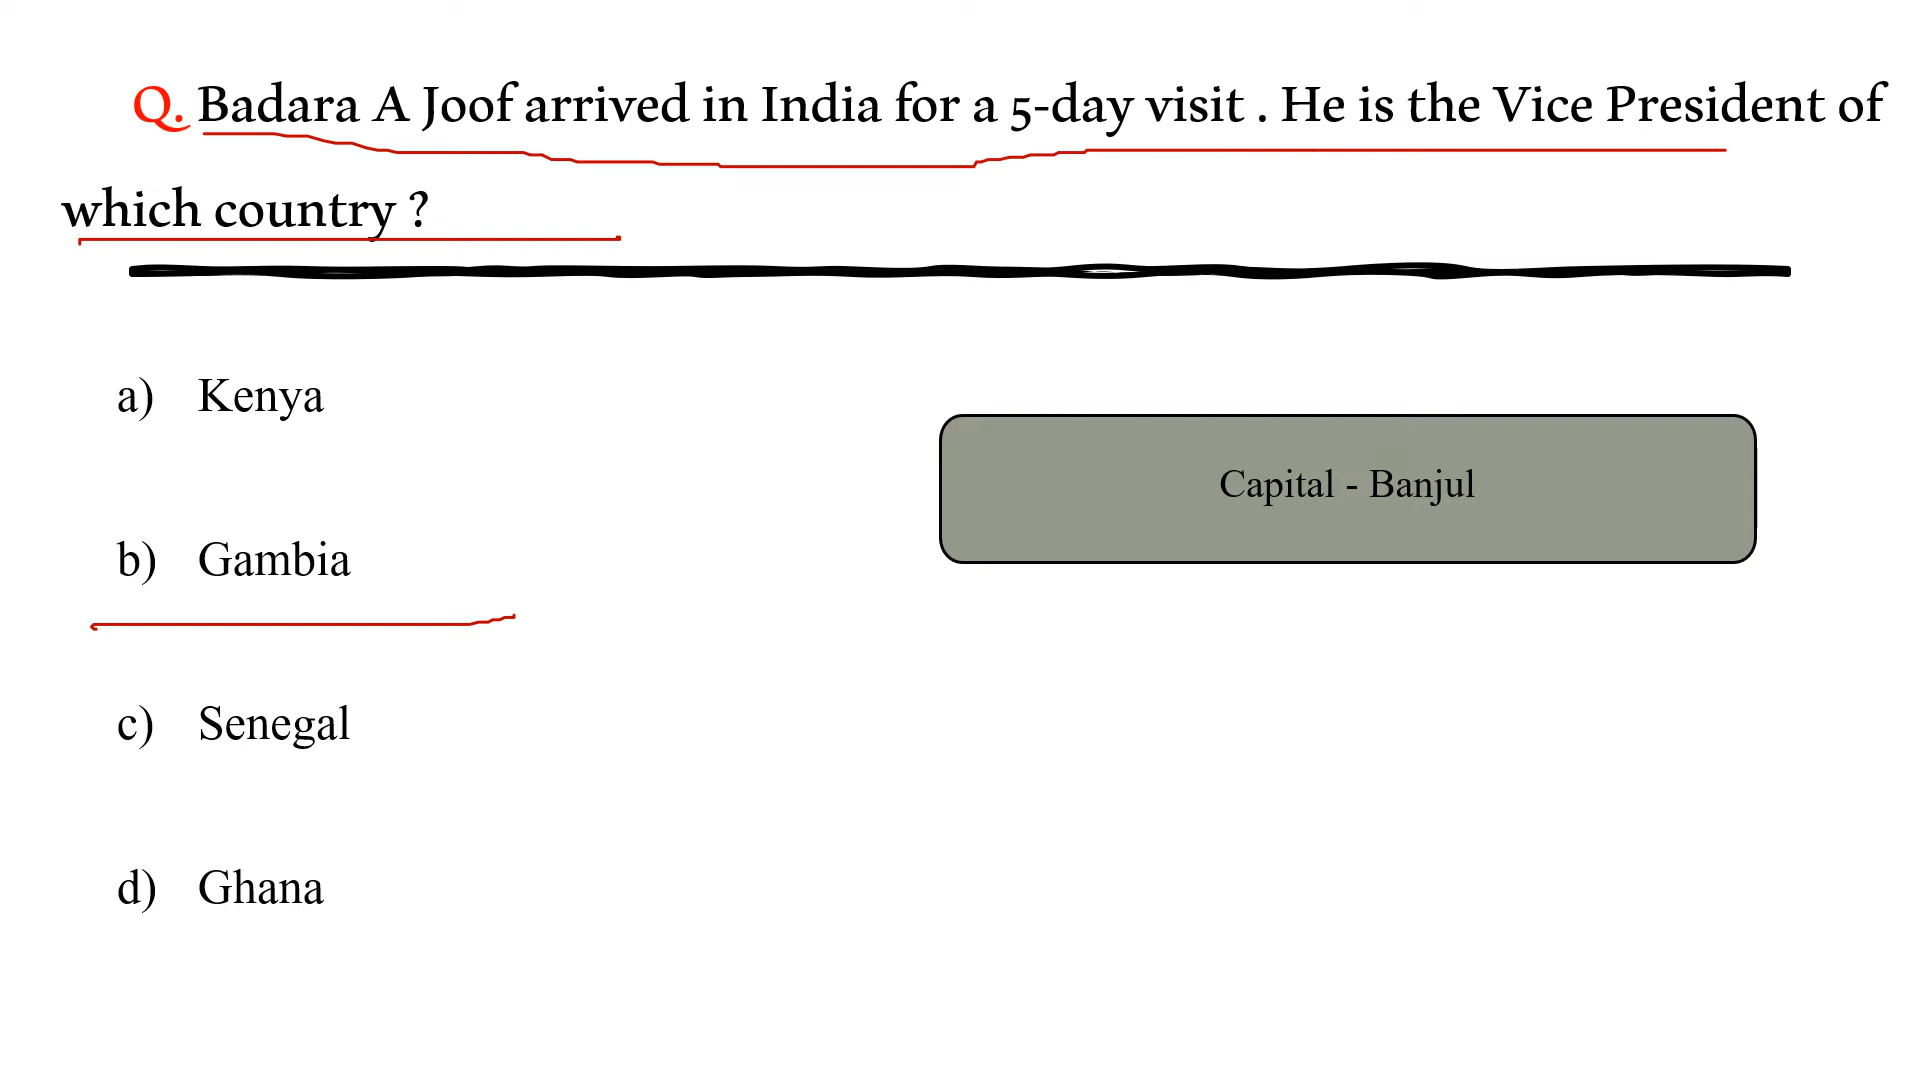 Q. Badara A Joof arrived in India for a 5-day visit . He is the Vice President of
which country ?
a) Kenya
Capital - Banjul
b) Gambia
c) Senegal
d) Ghana